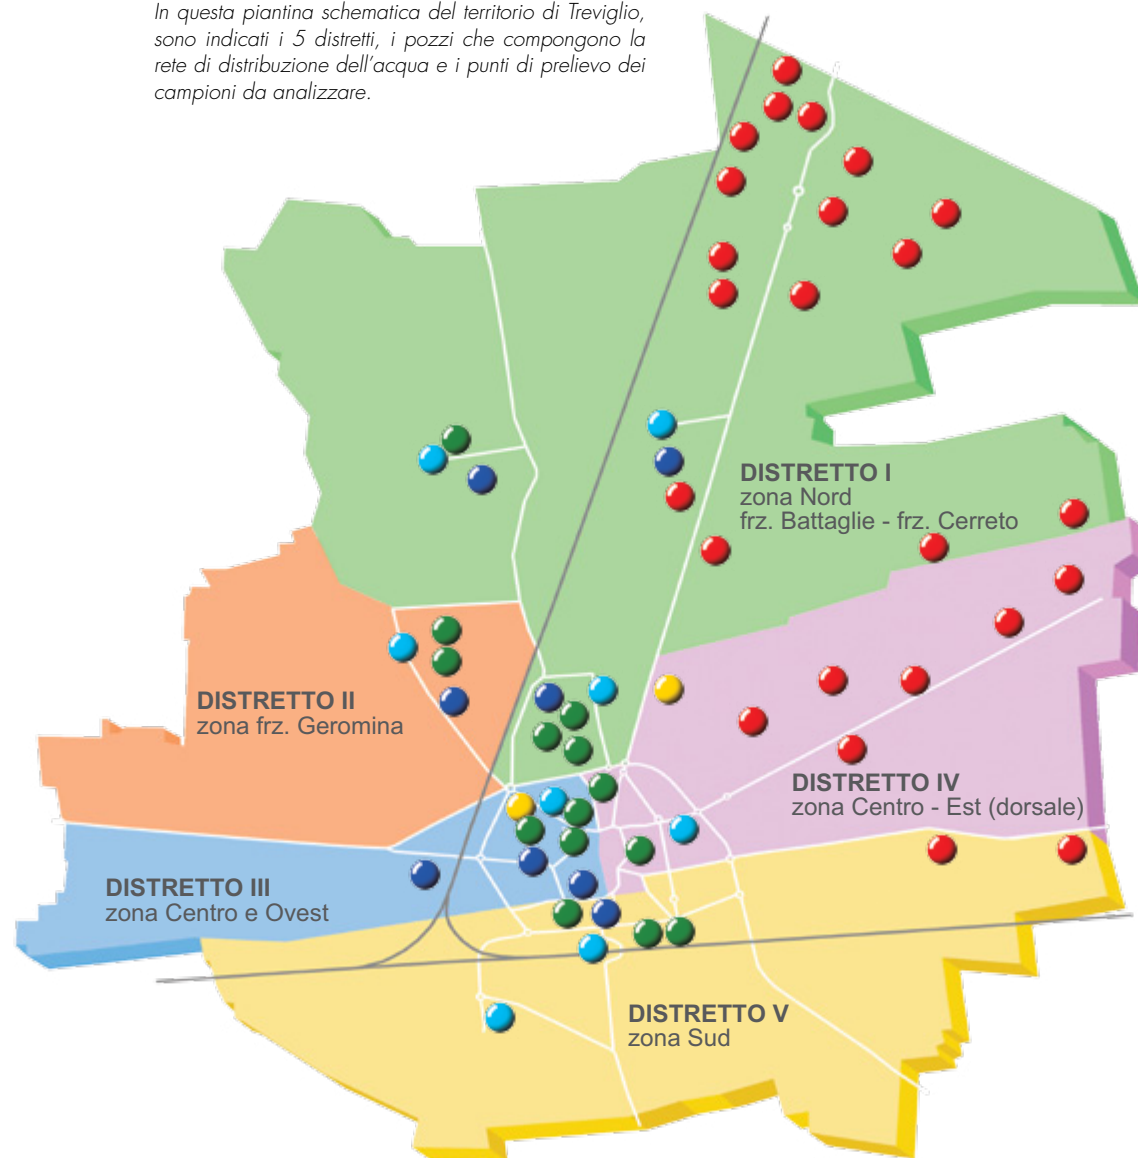 In questa piantina schematica del territorio di Treviglio,
sono indicati i 5 distretti, i pozzi che compongono la
rete di distribuzione dell'acqua e i punti di prelievo dei
campioni da analizzare.
DISTRETTO I
zona Nord
frz. Battaglie - frz. Cerreto
DISTRETTO II
zona frz. Geromina
DISTRETTO IV
zona Centro - Est (dorsale)
DISTRETTO III
zona Centro e Ovest
DISTRETTO V
zona Sud